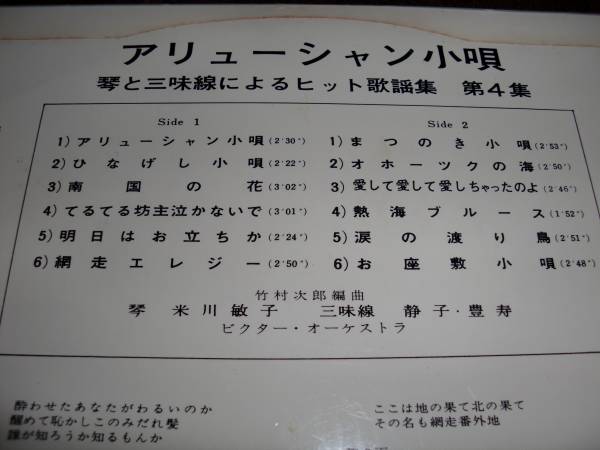 アリューシャン小唄
琴と三味線によるヒット歌謡集 第4集
Side 1
1)アリューシャン小唄(2'30")
2)ひなげし小唄(2'22")
3)南国の花(3'02")
4)てるてる坊主泣かないで(3'01")
5)明日はお立ちか(2'24")
6)網走エレジー(2'50")
Side 2
1)まつのき小唄(2'53")
2)オホーツクの海(2'50")
3)愛して愛して愛しちゃったのよ(2'46")
4)熱海ブルース(1'52")
5)涙の渡り鳥(2'51")
6)お座敷小唄(2'48")
竹村次郎編曲
琴 米川敏子 三味線 静子・豊寿
ビクター・オーケストラ
酔わせたあなたがわるいのか
醒めて恥かしこのみだれ髪
誰が知ろうか知るもんか
ここは地の果て北の果て
その名も網走番外地